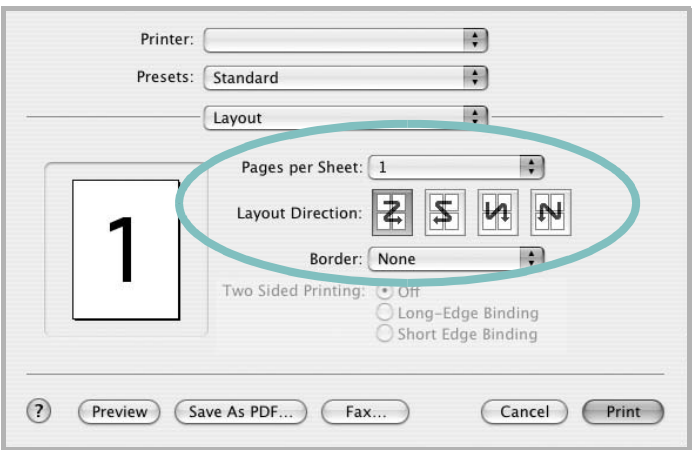 Printer:
Presets: Standard
Layout
Pages per Sheet: 1
Layout Direction:
Border: None
1
Two Sided Printing: Off
Long-Edge Binding
Short Edge Binding
? Preview Save As PDF... Fax... Cancel Print